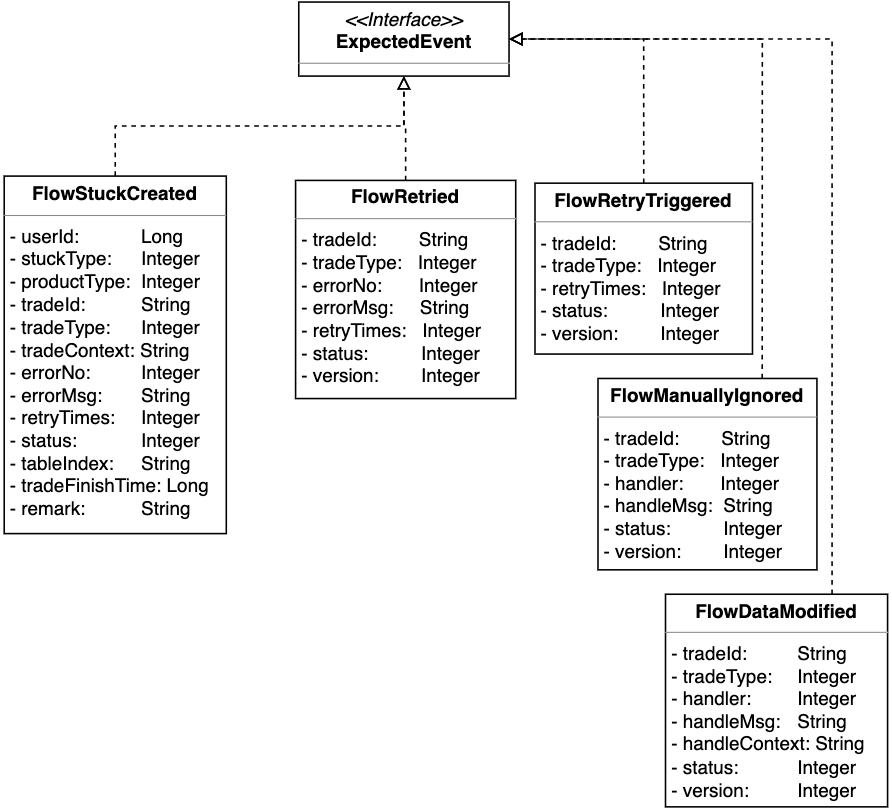 <<Interface>>
ExpectedEvent
FlowStuckCreated
- userId: Long
- stuckType: Integer
- productType: Integer
- tradeId: String
- tradeType: Integer
- tradeContext: String
- errorNo: Integer
- errorMsg: String
- retryTimes: Integer
- status: Integer
- tableIndex: String
- tradeFinishTime: Long
- remark: String
FlowRetried
- tradeId: String
- tradeType: Integer
- errorNo: Integer
- errorMsg: String
- retryTimes: Integer
- status: Integer
- version: Integer
FlowRetryTriggered
- tradeId: String
- tradeType: Integer
- retryTimes: Integer
- status: Integer
- version: Integer
FlowManuallyIgnored
- tradeId: String
- tradeType: Integer
- handler: Integer
- handleMsg: String
- status: Integer
- version: Integer
FlowDataModified
- tradeId: String
- tradeType: Integer
- handler: Integer
- handleMsg: String
- handleContext: String
- status: Integer
- version: Integer